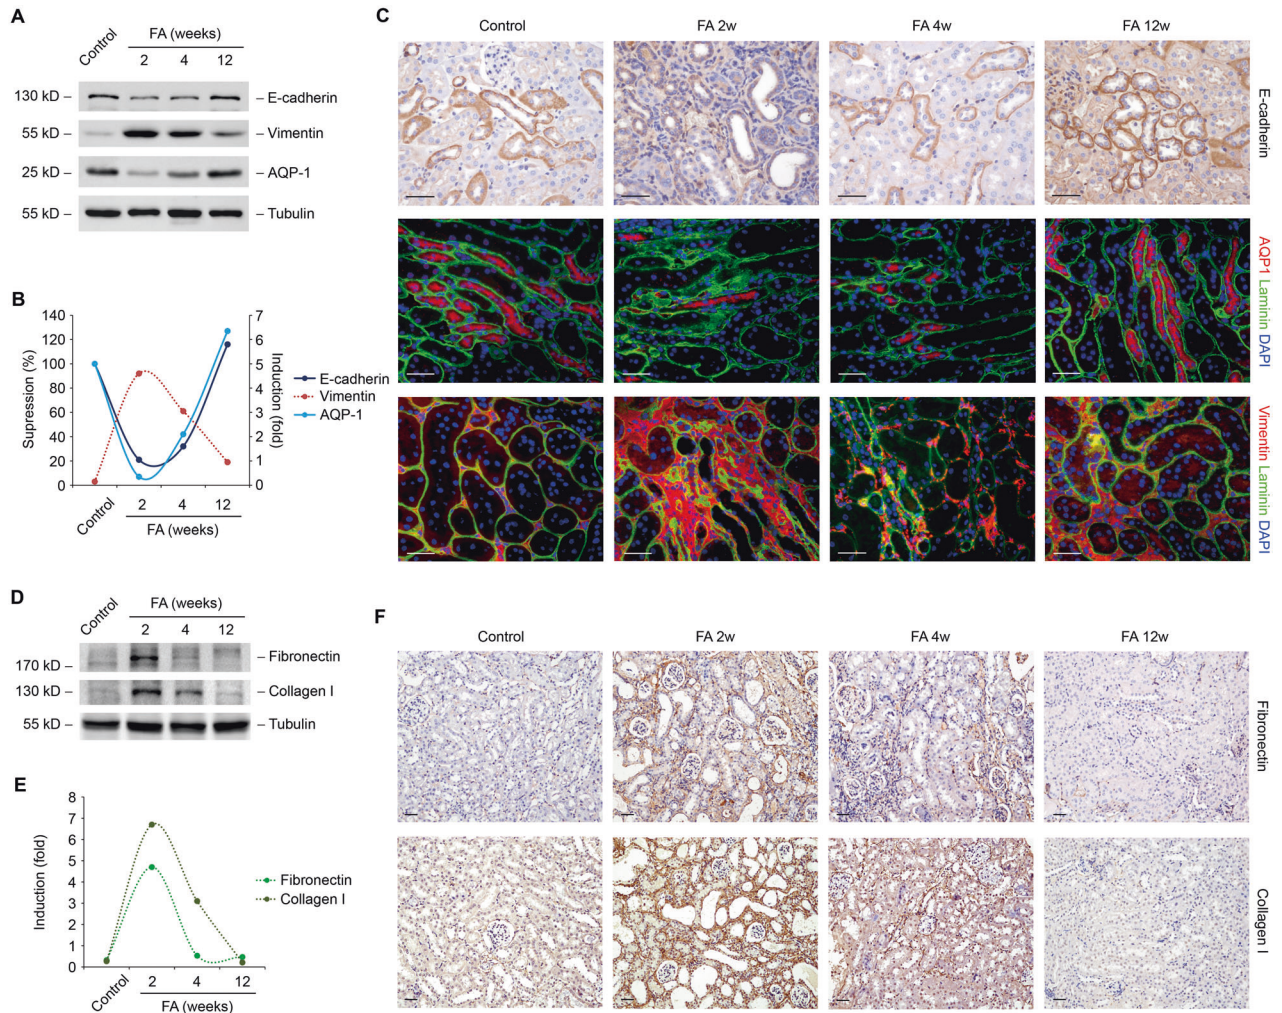 A
Control
FA (weeks)
2 4 12
130 kD – – E-cadherin
55 kD – – Vimentin
25 kD – – AQP-1
55 kD – – Tubulin
B
140
120
100
80
60
40
20
0
Supression (%)
7
6
5
4
3
2
1
0
Induction (fold)
E-cadherin
Vimentin
AQP-1
Control 2 4 12
FA (weeks)
C
Control FA 2w FA 4w FA 12w
E-cadherin
AQP1 Laminin DAPI
Vimentin Laminin DAPI
D
Control
FA (weeks)
2 4 12
170 kD – – Fibronectin
130 kD – – Collagen I
55 kD – – Tubulin
E
8
7
6
5
4
3
2
1
0
Induction (fold)
Fibronectin
Collagen I
Control 2 4 12
FA (weeks)
F
Control FA 2w FA 4w FA 12w
Fibronectin
Collagen I